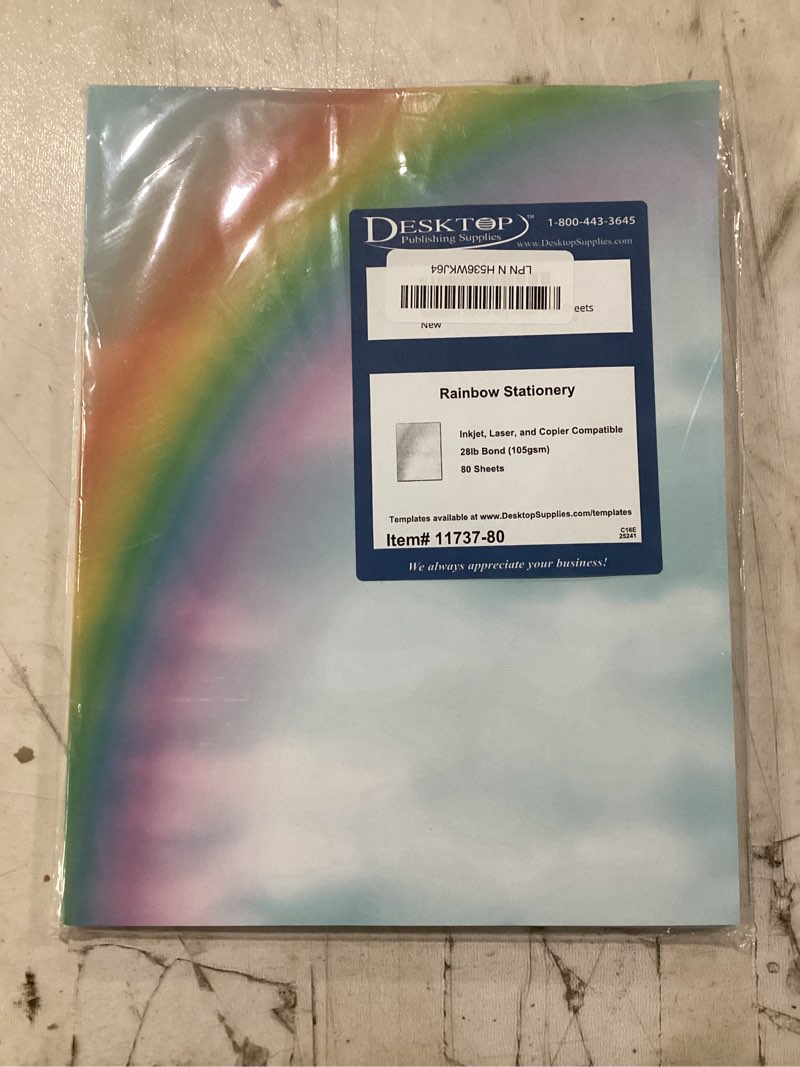 DESKTOP™
Publishing Supplies
1-800-443-3645
www.DesktopSupplies.com
LPN N H536WKJ64
eets
New
Rainbow Stationery
Inkjet, Laser, and Copier Compatible
28lb Bond (105gsm)
80 Sheets
Templates available at www.DesktopSupplies.com/templates
Item# 11737-80
C16E
25241
We always appreciate your business!